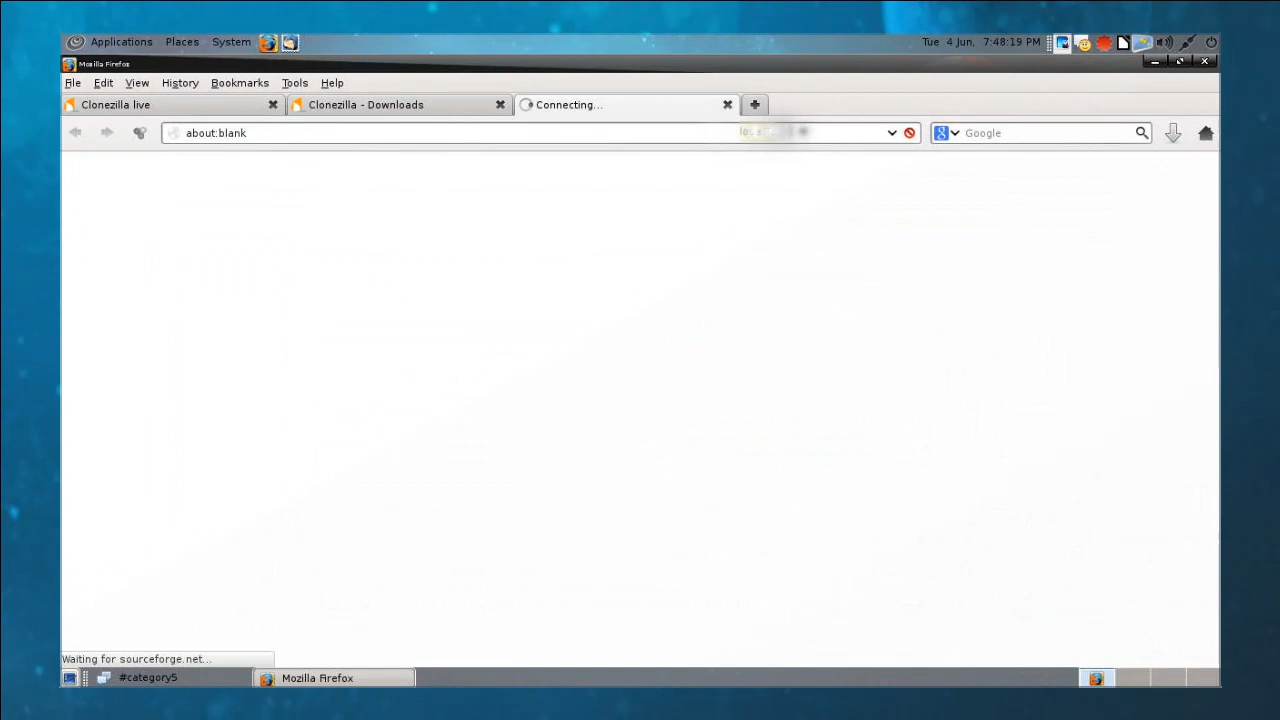 Applications Places System Tue 4 Jun, 7:48:19 PM
Mozilla Firefox
File Edit View History Bookmarks Tools Help
Clonezilla live Clonezilla - Downloads Connecting...
about:blank Google
Waiting for sourceforge.net...
#category5 Mozilla Firefox